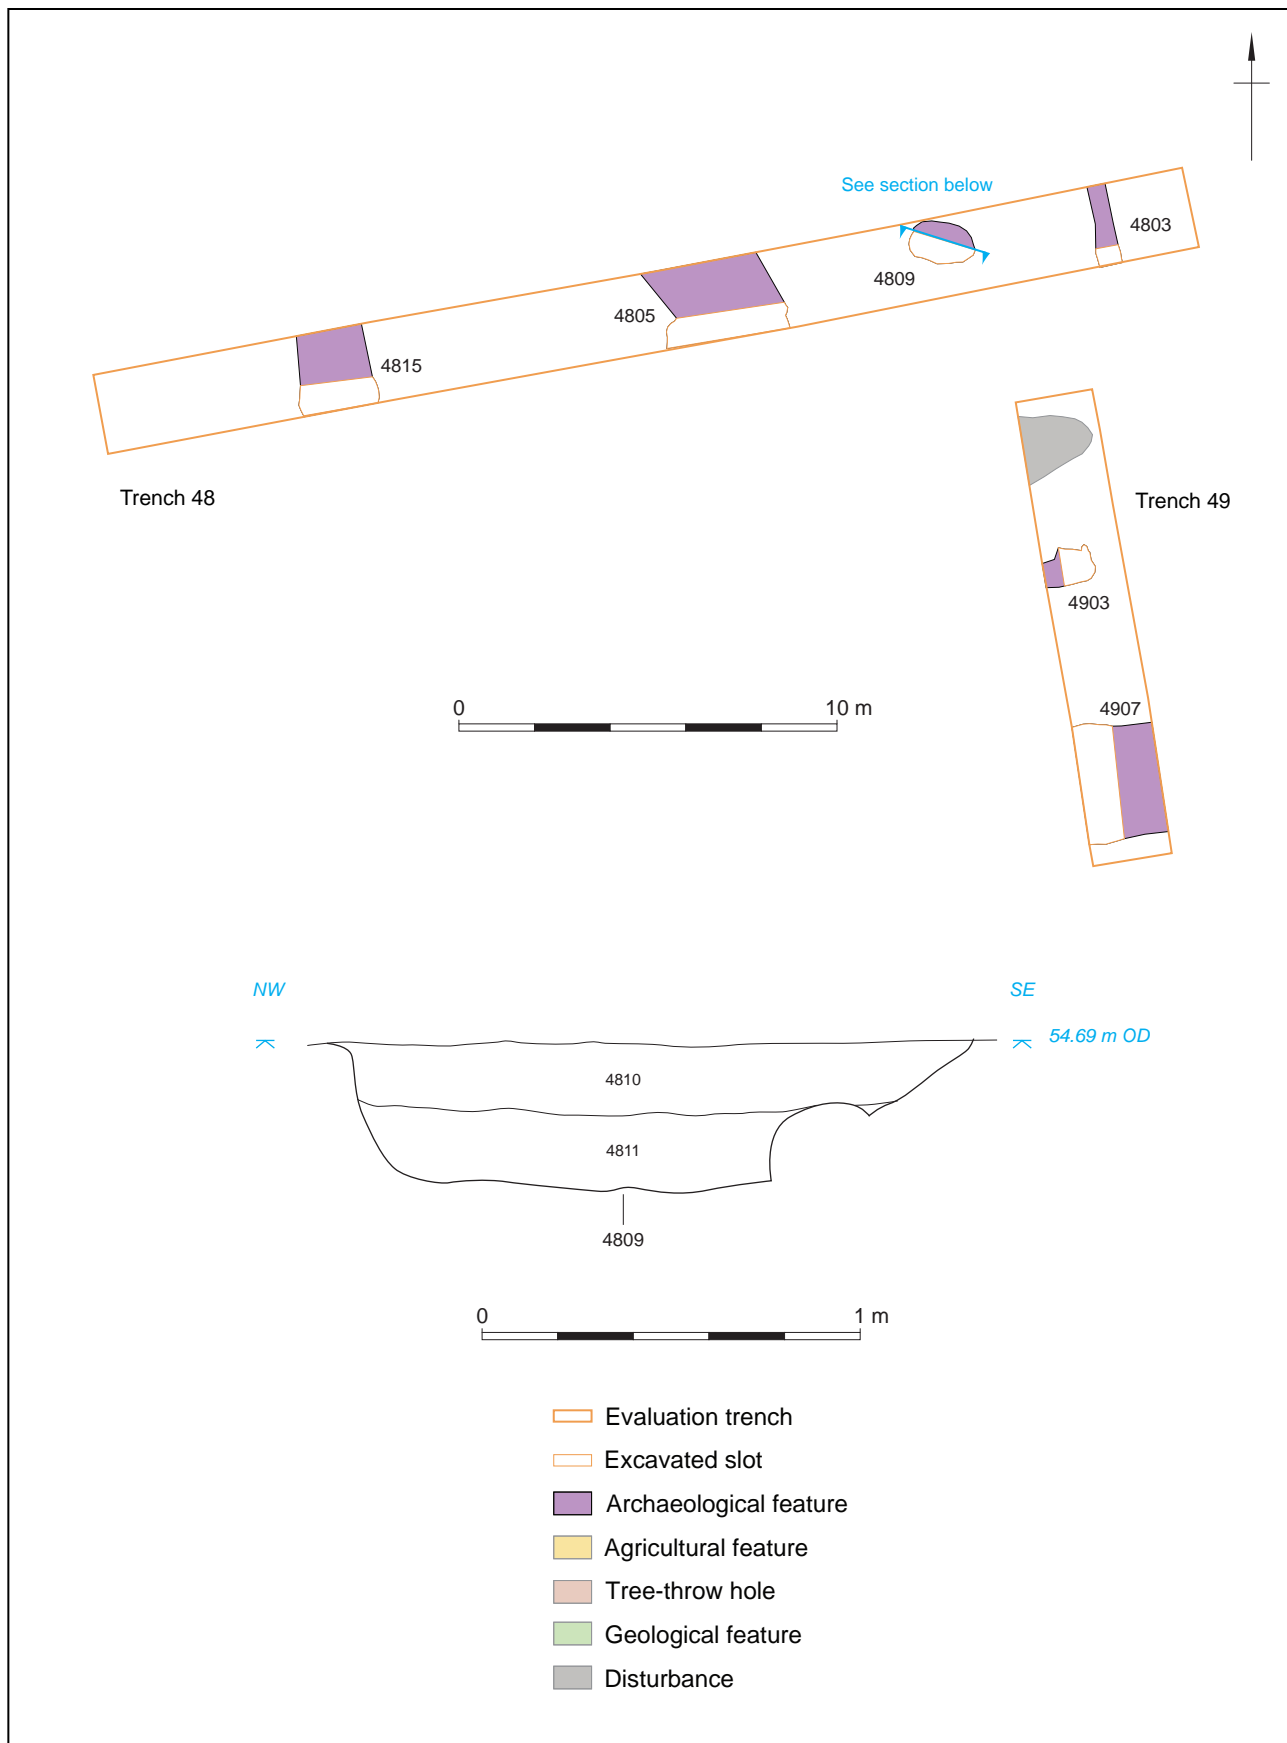 See section below
4803
4809
4805
4815
Trench 48
Trench 49
4903
0 10 m
4907
NW SE
54.69 m OD
4810
4811
4809
0 1 m
Evaluation trench
Excavated slot
Archaeological feature
Agricultural feature
Tree-throw hole
Geological feature
Disturbance